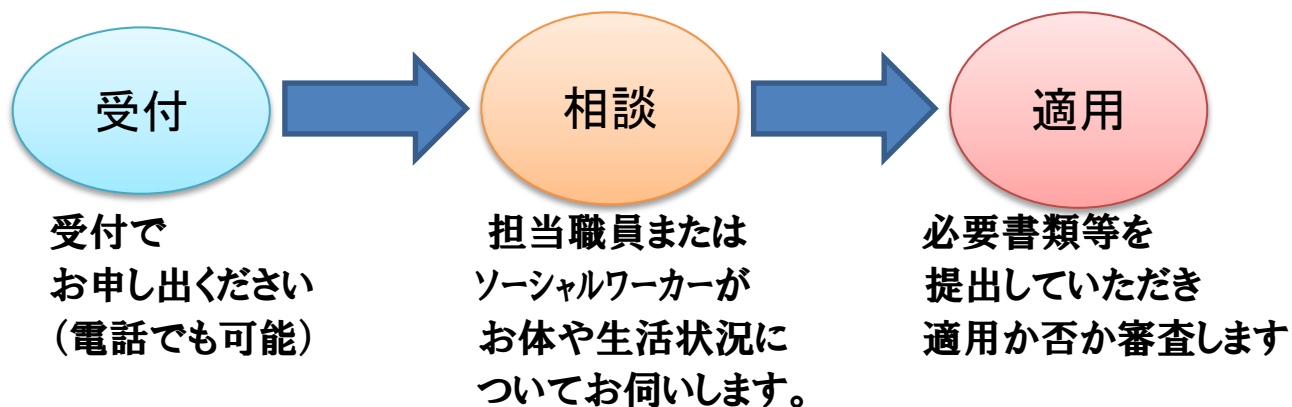 受付
相談
適用
受付で
お申し出ください
（電話でも可能）
担当職員または
ソーシャルワーカーが
お体や生活状況に
ついてお伺いします。
必要書類等を
提出していただき
適用か否か審査します